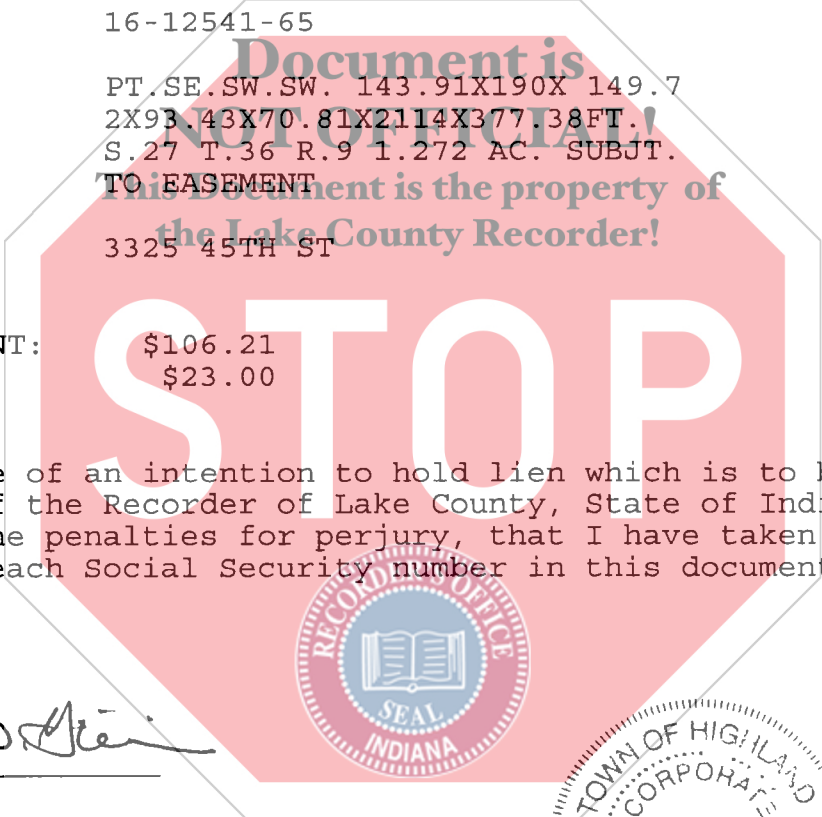 16-12541-65
Document is
PT.SE.SW.SW. 143.91X190X 149.7
2X93.43X70.81X2114X377.38FT.
NOT OFFICIAL!
S.27 T.36 R.9 1.272 AC. SUBJT.
TO EASEMENT
This Document is the property of
the Lake County Recorder!
3325 45TH ST
STOP
NT: $106.21
$23.00
e of an intention to hold lien which is to b
f the Recorder of Lake County, State of Indi
he penalties for perjury, that I have taken
each Social Security number in this document
RECORDER'S OFFICE
SEAL
INDIANA
TOWN OF HIGHLAND
CORPORATE